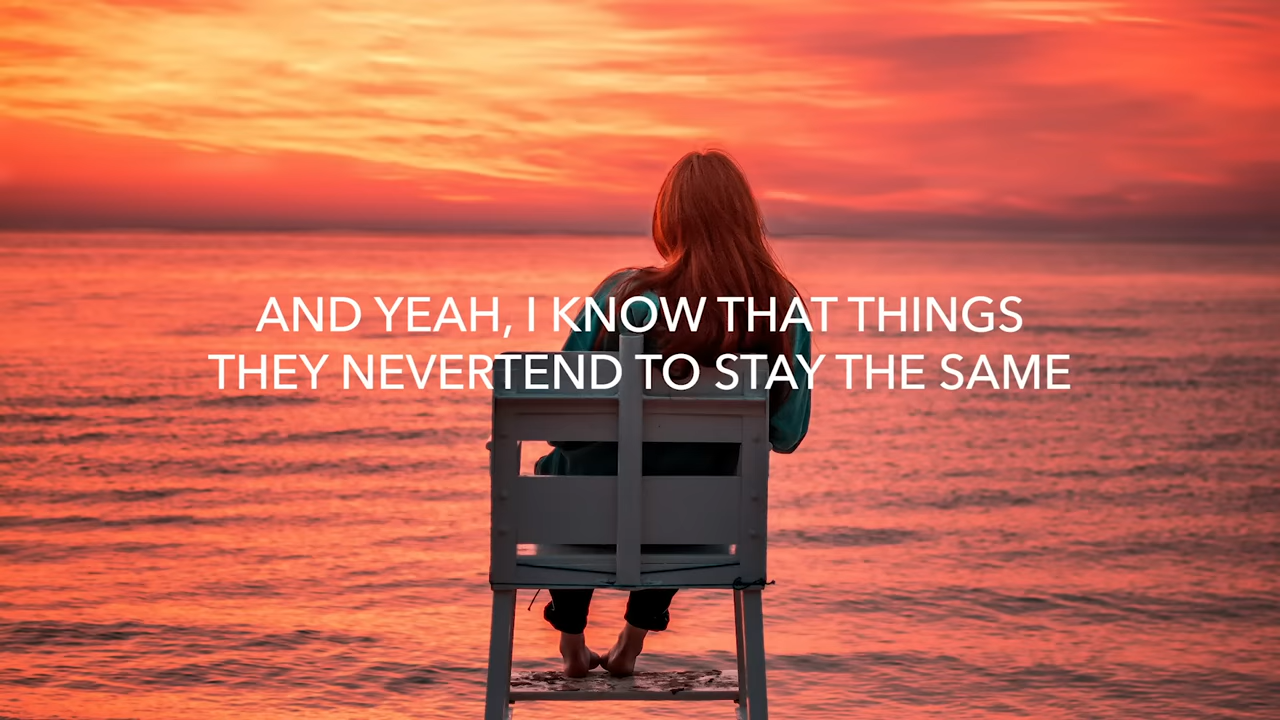 AND YEAH, I KNOW THAT THINGS
THEY NEVERTEND TO STAY THE SAME